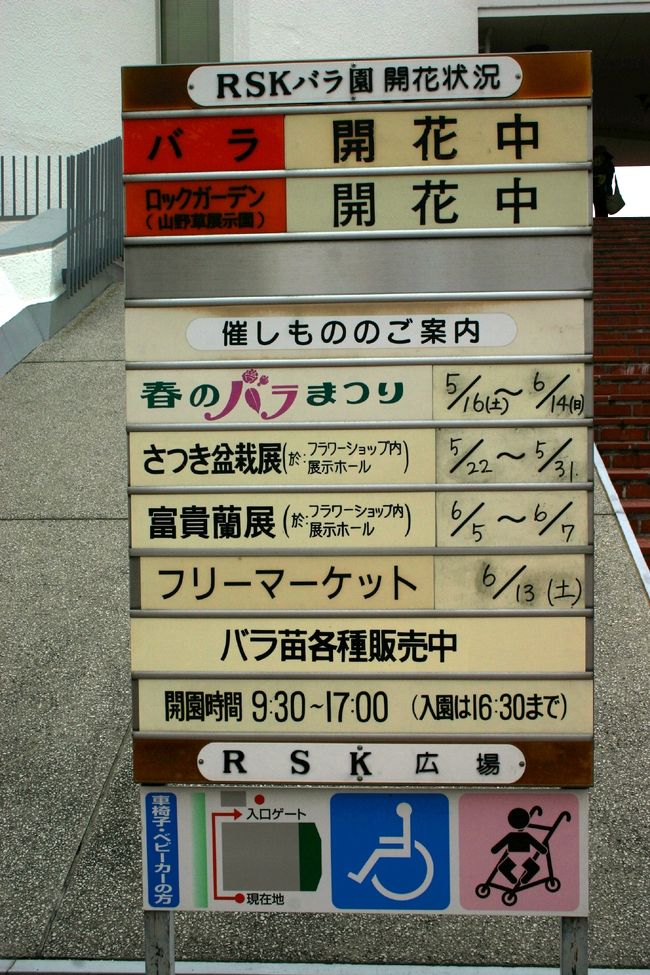 RSKバラ園 開花状況
バラ 開花中
ロックガーデン
(山野草展示園) 開花中
催しもののご案内
春のバラまつり 5/16(土)〜6/14(日)
さつき盆栽展(於:フラワーショップ内展示ホール) 5/22〜5/31.
富貴蘭展(於:フラワーショップ内展示ホール) 6/5〜6/7
フリーマーケット 6/13(土)
バラ苗各種販売中
開園時間 9:30~17:00 (入園は16:30まで)
RSK広場
車椅子・ベビーカーの方
入口ゲート
現在地